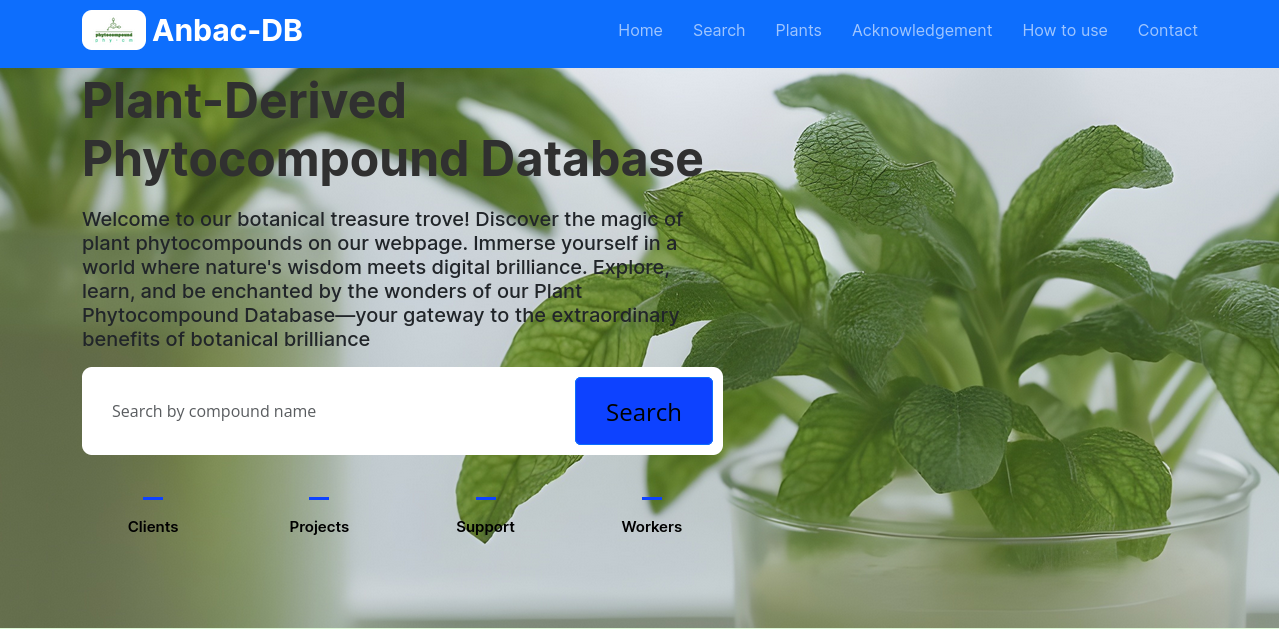 phytocompound
Anbac-DB
Home
Search
Plants
Acknowledgement
How to use
Contact
Plant-Derived
Phytocompound Database
Welcome to our botanical treasure trove! Discover the magic of
plant phytocompounds on our webpage. Immerse yourself in a
world where nature's wisdom meets digital brilliance. Explore,
learn, and be enchanted by the wonders of our Plant
Phytocompound Database—your gateway to the extraordinary
benefits of botanical brilliance
Search by compound name
Search
Clients
Projects
Support
Workers